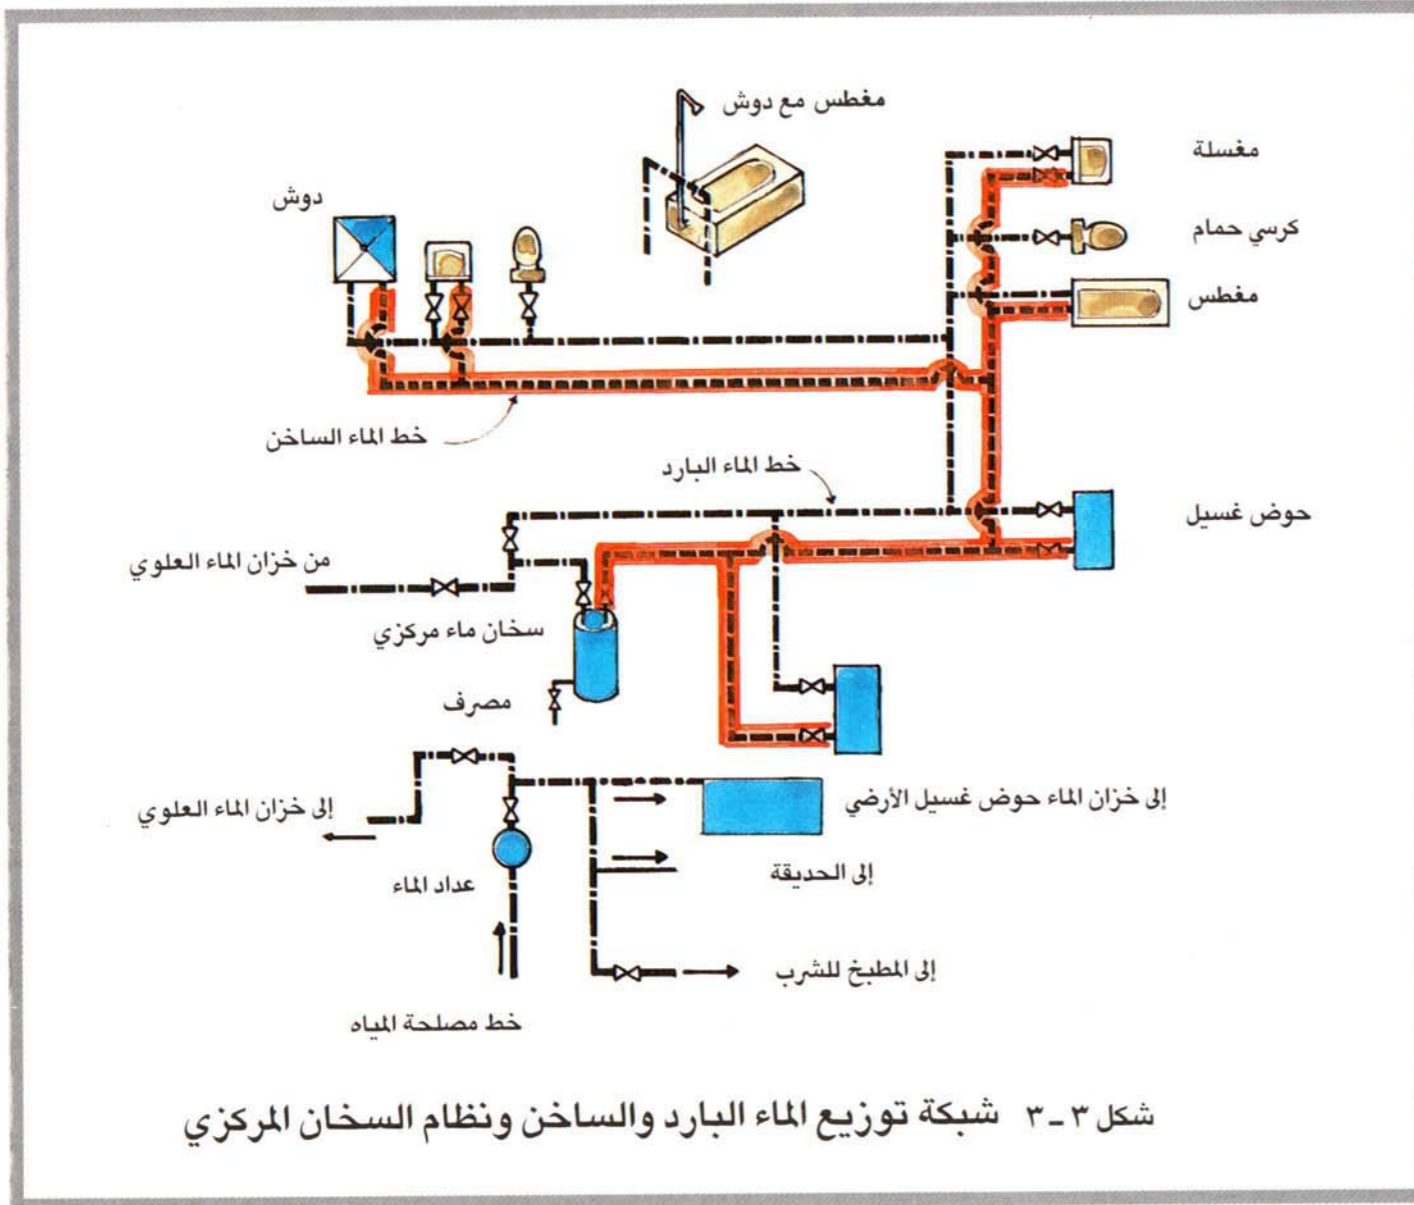 مغطس مع دوش
مغسلة
دوش
كرسي حمام
مغطس
خط الماء الساخن
خط الماء البارد
حوض غسيل
من خزان الماء العلوي
سخان ماء مركزي
مصرف
إلى خزان الماء حوض غسيل الأرضي
إلى خزان الماء العلوي
إلى الحديقة
عداد الماء
إلى المطبخ للشرب
خط مصلحة المياه
شكل ٣ - ٣ شبكة توزيع الماء البارد والساخن ونظام السخان المركزي